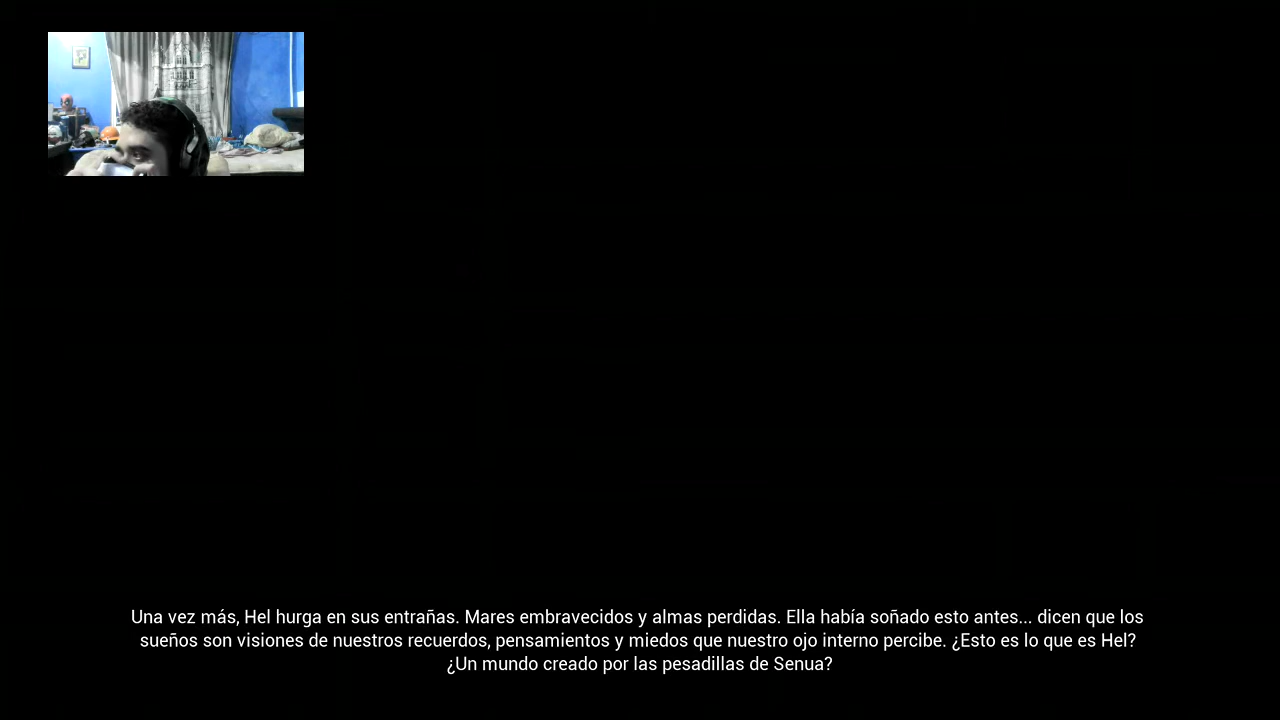 Una vez más, Hel hurga en sus entrañas. Mares embravecidos y almas perdidas. Ella había soñado esto antes... dicen que los
sueños son visiones de nuestros recuerdos, pensamientos y miedos que nuestro ojo interno percibe. ¿Esto es lo que es Hel?
¿Un mundo creado por las pesadillas de Senua?